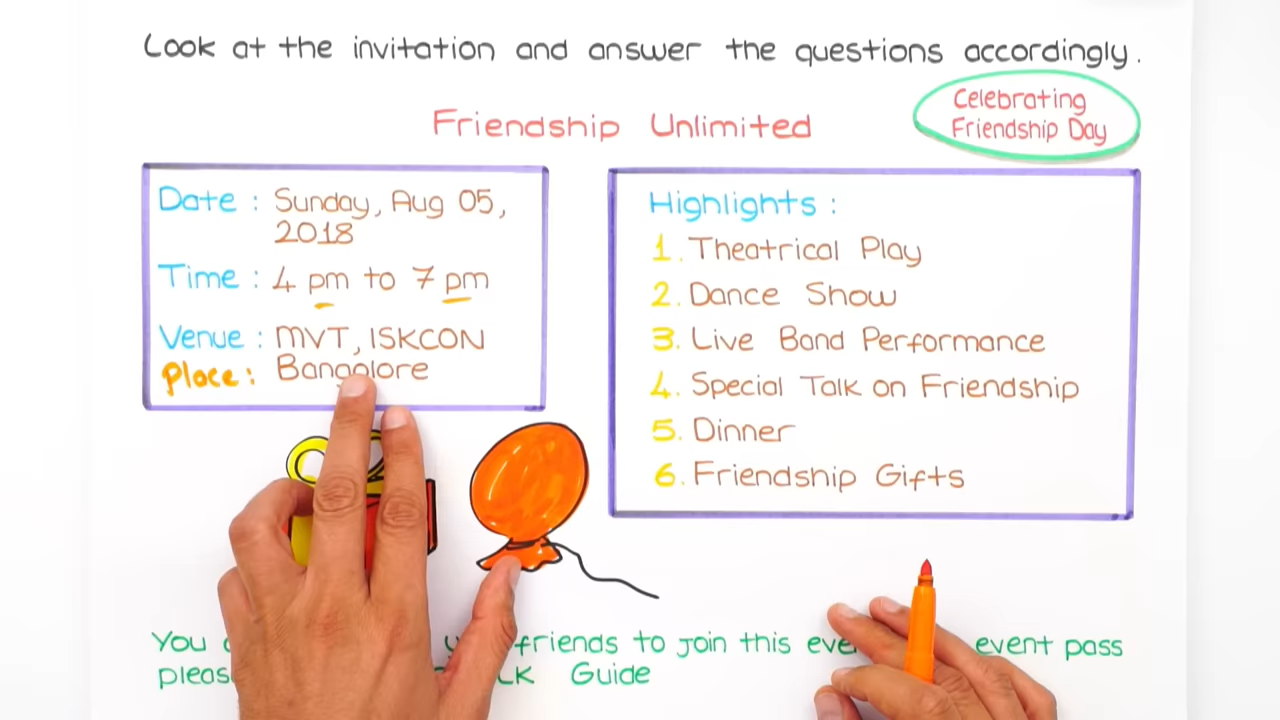 Look at the invitation and answer the questions accordingly.
Celebrating
Friendship Day
Friendship Unlimited
Date : Sunday, Aug 05,
2018
Time : 4 pm to 7 pm
Venue : MVT, ISKCON
Place: Bangalore
Highlights :
1. Theatrical Play
2. Dance Show
3. Live Band Performance
4. Special Talk on Friendship
5. Dinner
6. Friendship Gifts
You friends to join this event pass
Guide